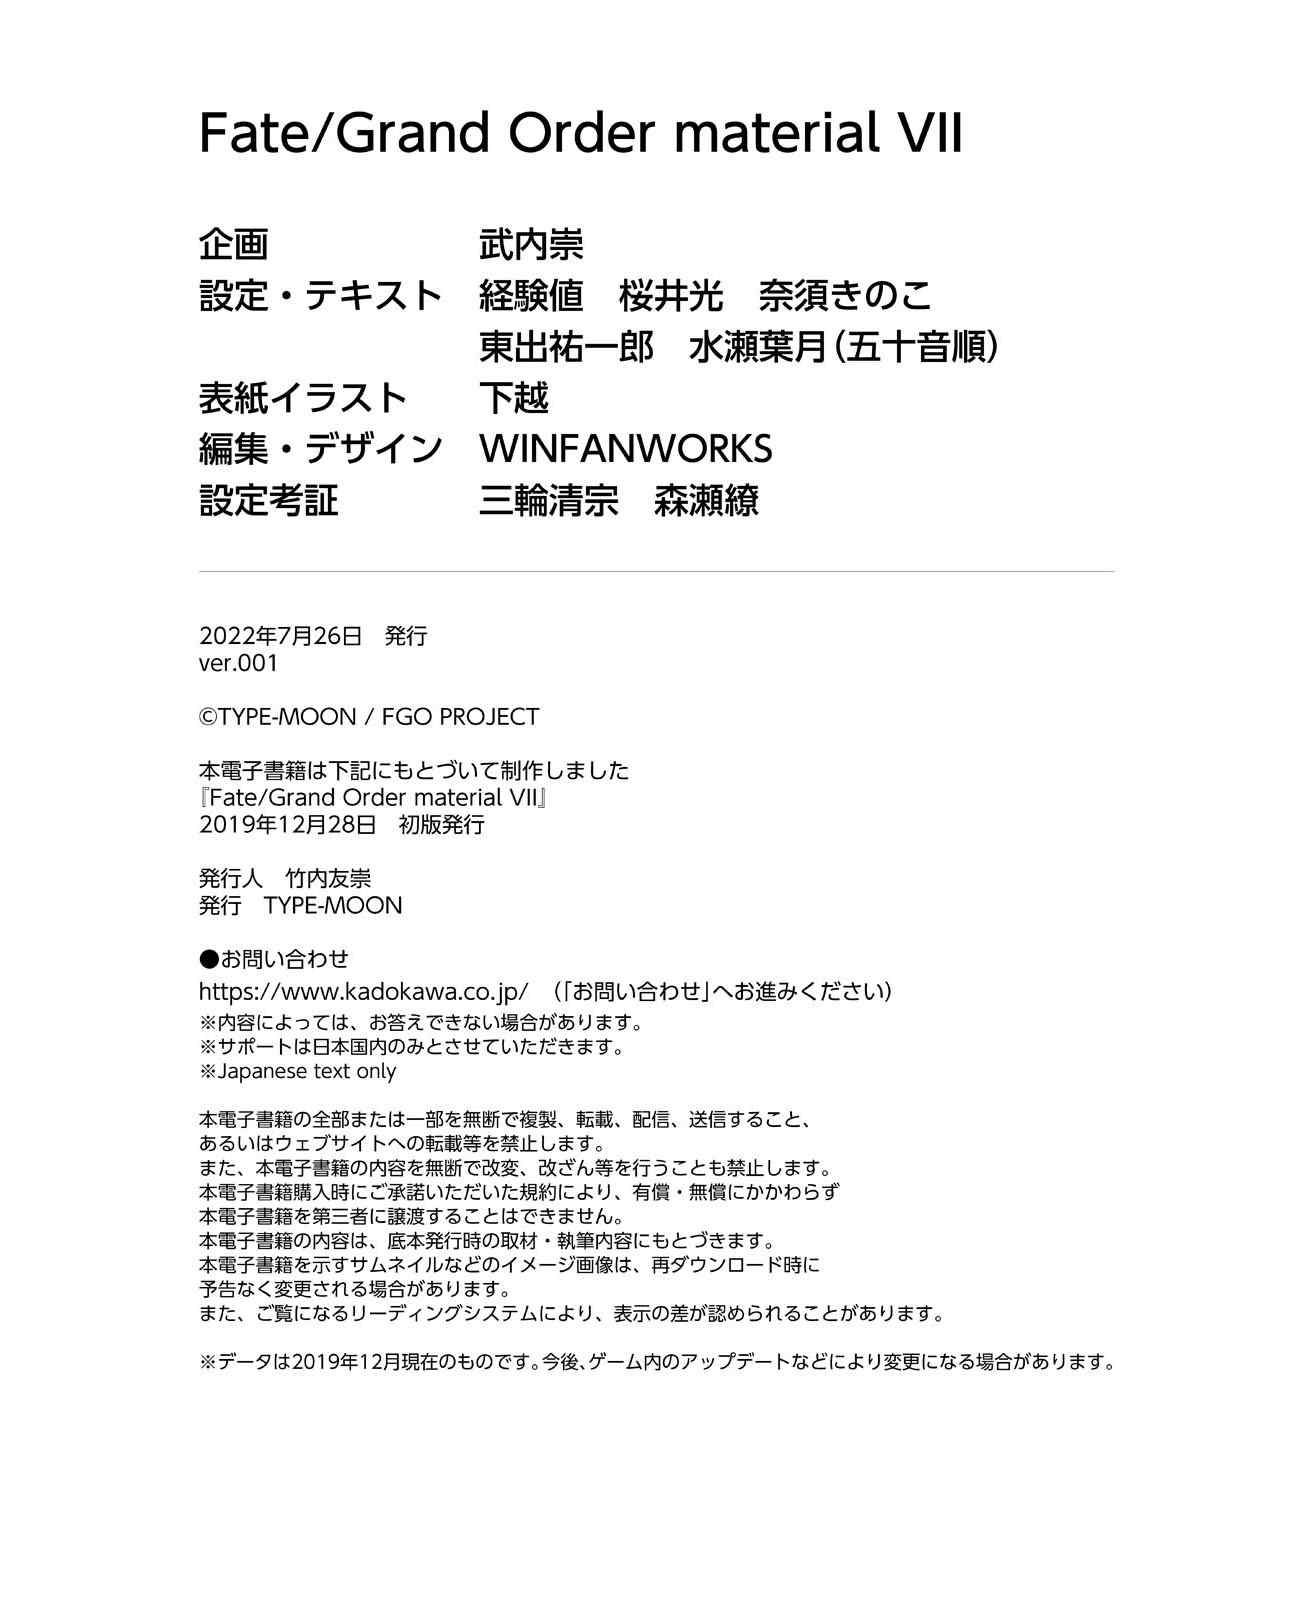 Fate/Grand Order material VII
企画　武内崇
設定・テキスト　経験値　桜井光　奈須きのこ
東出祐一郎　水瀬葉月（五十音順）
表紙イラスト　下越
編集・デザイン　WINFANWORKS
設定考証　三輪清宗　森瀬繚
2022年7月26日　発行
ver.001
©TYPE-MOON / FGO PROJECT
本電子書籍は下記にもとづいて制作しました
『Fate/Grand Order material VII』
2019年12月28日　初版発行
発行人　竹内友崇
発行　TYPE-MOON
●お問い合わせ
https://www.kadokawa.co.jp/　（「お問い合わせ」へお進みください）
※内容によっては、お答えできない場合があります。
※サポートは日本国内のみとさせていただきます。
※Japanese text only
本電子書籍の全部または一部を無断で複製、転載、配信、送信すること、
あるいはウェブサイトへの転載等を禁止します。
また、本電子書籍の内容を無断で改変、改ざん等を行うことも禁止します。
本電子書籍購入時にご承諾いただいた規約により、有償・無償にかかわらず
本電子書籍を第三者に譲渡することはできません。
本電子書籍の内容は、底本発行時の取材・執筆内容にもとづきます。
本電子書籍を示すサムネイルなどのイメージ画像は、再ダウンロード時に
予告なく変更される場合があります。
また、ご覧になるリーディングシステムにより、表示の差が認められることがあります。
※データは2019年12月現在のものです。今後、ゲーム内のアップデートなどにより変更になる場合があります。